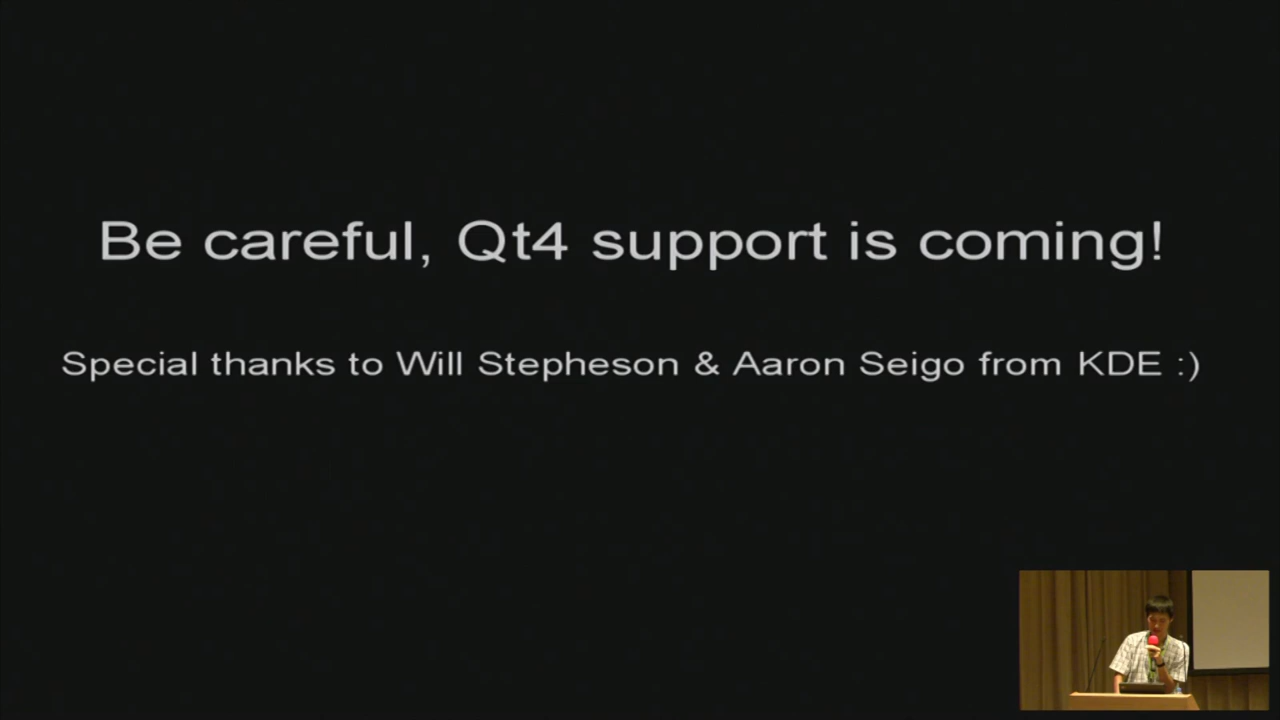 Be careful, Qt4 support is coming!
Special thanks to Will Stepheson & Aaron Seigo from KDE :)